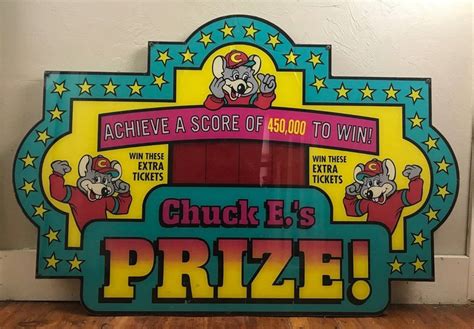 C
ACHIEVE A SCORE OF 450,000 TO WIN!
WIN THESE
EXTRA
TICKETS
WIN THESE
EXTRA
TICKETS
C
C
Chuck E.'s
PRIZE!